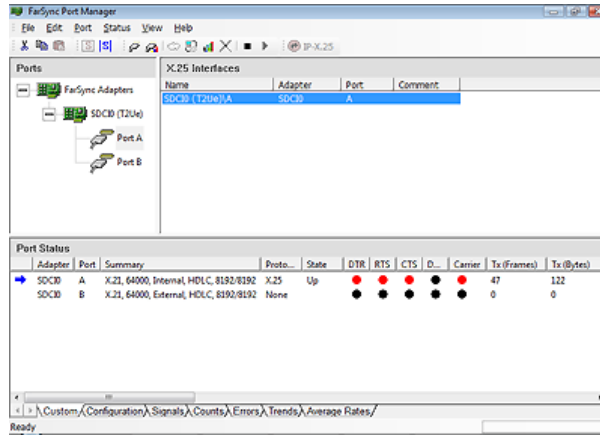 FarSync Port Manager
File Edit Port Status View Help
IP-X.25
Ports
X.25 Interfaces
Name Adapter Port Comment
SDCI0 (T2Ue)\A SDCI0 A
FarSync Adapters
SDCI0 (T2Ue)
Port A
Port B
Port Status
Adapter Port Summary Proto... State DTR RTS CTS D... Carrier Tx (Frames) Tx (Bytes)
SDCI0 A X.21, 64000, Internal, HDLC, 8192/8192 X.25 Up 47 122
SDCI0 B X.21, 64000, External, HDLC, 8192/8192 None 0 0
Custom Configuration Signals Counts Errors Trends Average Rates
Ready